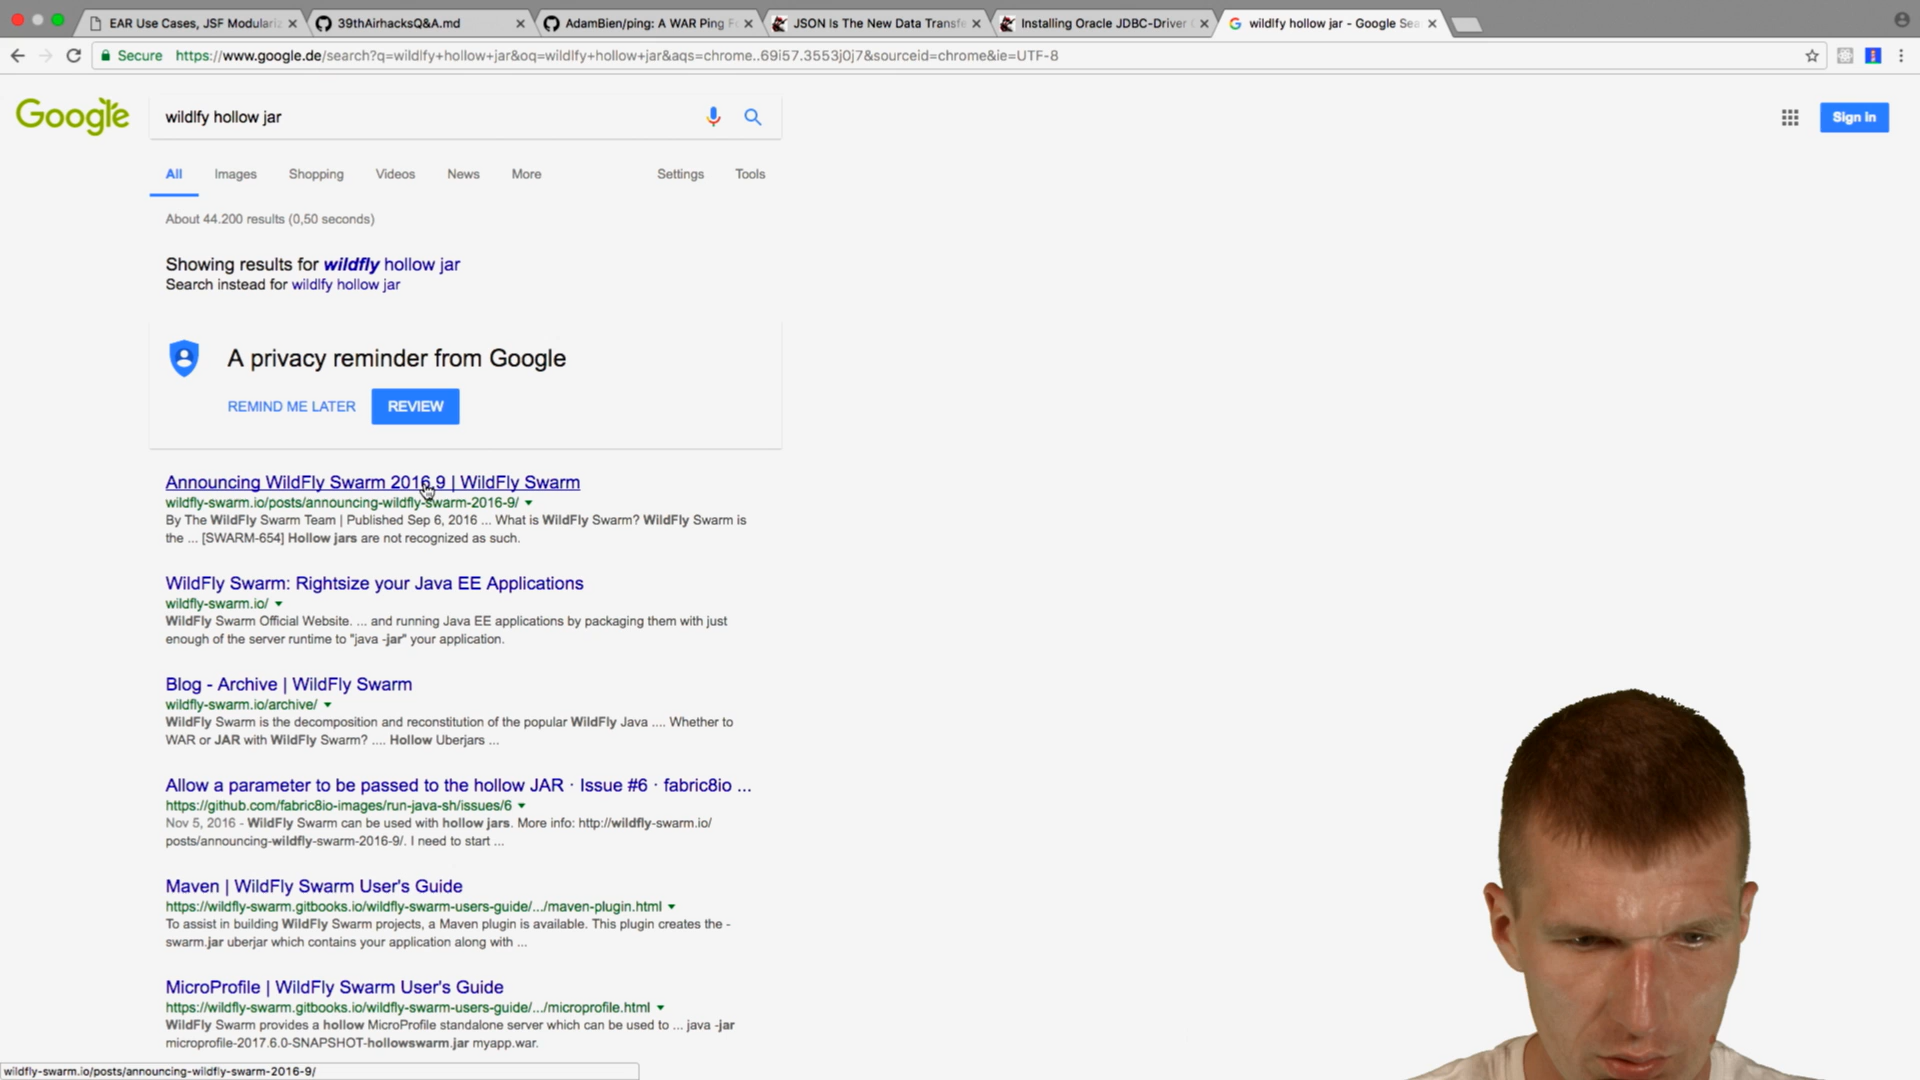 EAR Use Cases, JSF Modulari
39thAirhacksQ&A.md
AdamBien/ping: A WAR Ping F
JSON Is The New Data Transfe
Installing Oracle JDBC-Driver
wildlfy hollow jar - Google Sea
Secure https://www.google.de/search?q=wildlfy+hollow+jar&oq=wildlfy+hollow+jar&aqs=chrome..69i57.3553j0j7&sourceid=chrome&ie=UTF-8
Google
wildlfy hollow jar
Sign in
All Images Shopping Videos News More Settings Tools
About 44.200 results (0,50 seconds)
Showing results for wildfly hollow jar
Search instead for wildlfy hollow jar
A privacy reminder from Google
REMIND ME LATER REVIEW
Announcing WildFly Swarm 2016.9 | WildFly Swarm
wildfly-swarm.io/posts/announcing-wildfly-swarm-2016-9/
By The WildFly Swarm Team | Published Sep 6, 2016 ... What is WildFly Swarm? WildFly Swarm is
the ... [SWARM-654] Hollow jars are not recognized as such.
WildFly Swarm: Rightsize your Java EE Applications
wildfly-swarm.io/
WildFly Swarm Official Website. ... and running Java EE applications by packaging them with just
enough of the server runtime to "java -jar" your application.
Blog - Archive | WildFly Swarm
wildfly-swarm.io/archive/
WildFly Swarm is the decomposition and reconstitution of the popular WildFly Java .... Whether to
WAR or JAR with WildFly Swarm? .... Hollow Uberjars ...
Allow a parameter to be passed to the hollow JAR · Issue #6 · fabric8io ...
https://github.com/fabric8io-images/run-java-sh/issues/6
Nov 5, 2016 - WildFly Swarm can be used with hollow jars. More info: http://wildfly-swarm.io/
posts/announcing-wildfly-swarm-2016-9/. I need to start ...
Maven | WildFly Swarm User's Guide
https://wildfly-swarm.gitbooks.io/wildfly-swarm-users-guide/.../maven-plugin.html
To assist in building WildFly Swarm projects, a Maven plugin is available. This plugin creates the -
swarm.jar uberjar which contains your application along with ...
MicroProfile | WildFly Swarm User's Guide
https://wildfly-swarm.gitbooks.io/wildfly-swarm-users-guide/.../microprofile.html
WildFly Swarm provides a hollow MicroProfile standalone server which can be used to ... java -jar
microprofile-2017.6.0-SNAPSHOT-hollowswarm.jar myapp.war.
wildfly-swarm.io/posts/announcing-wildfly-swarm-2016-9/